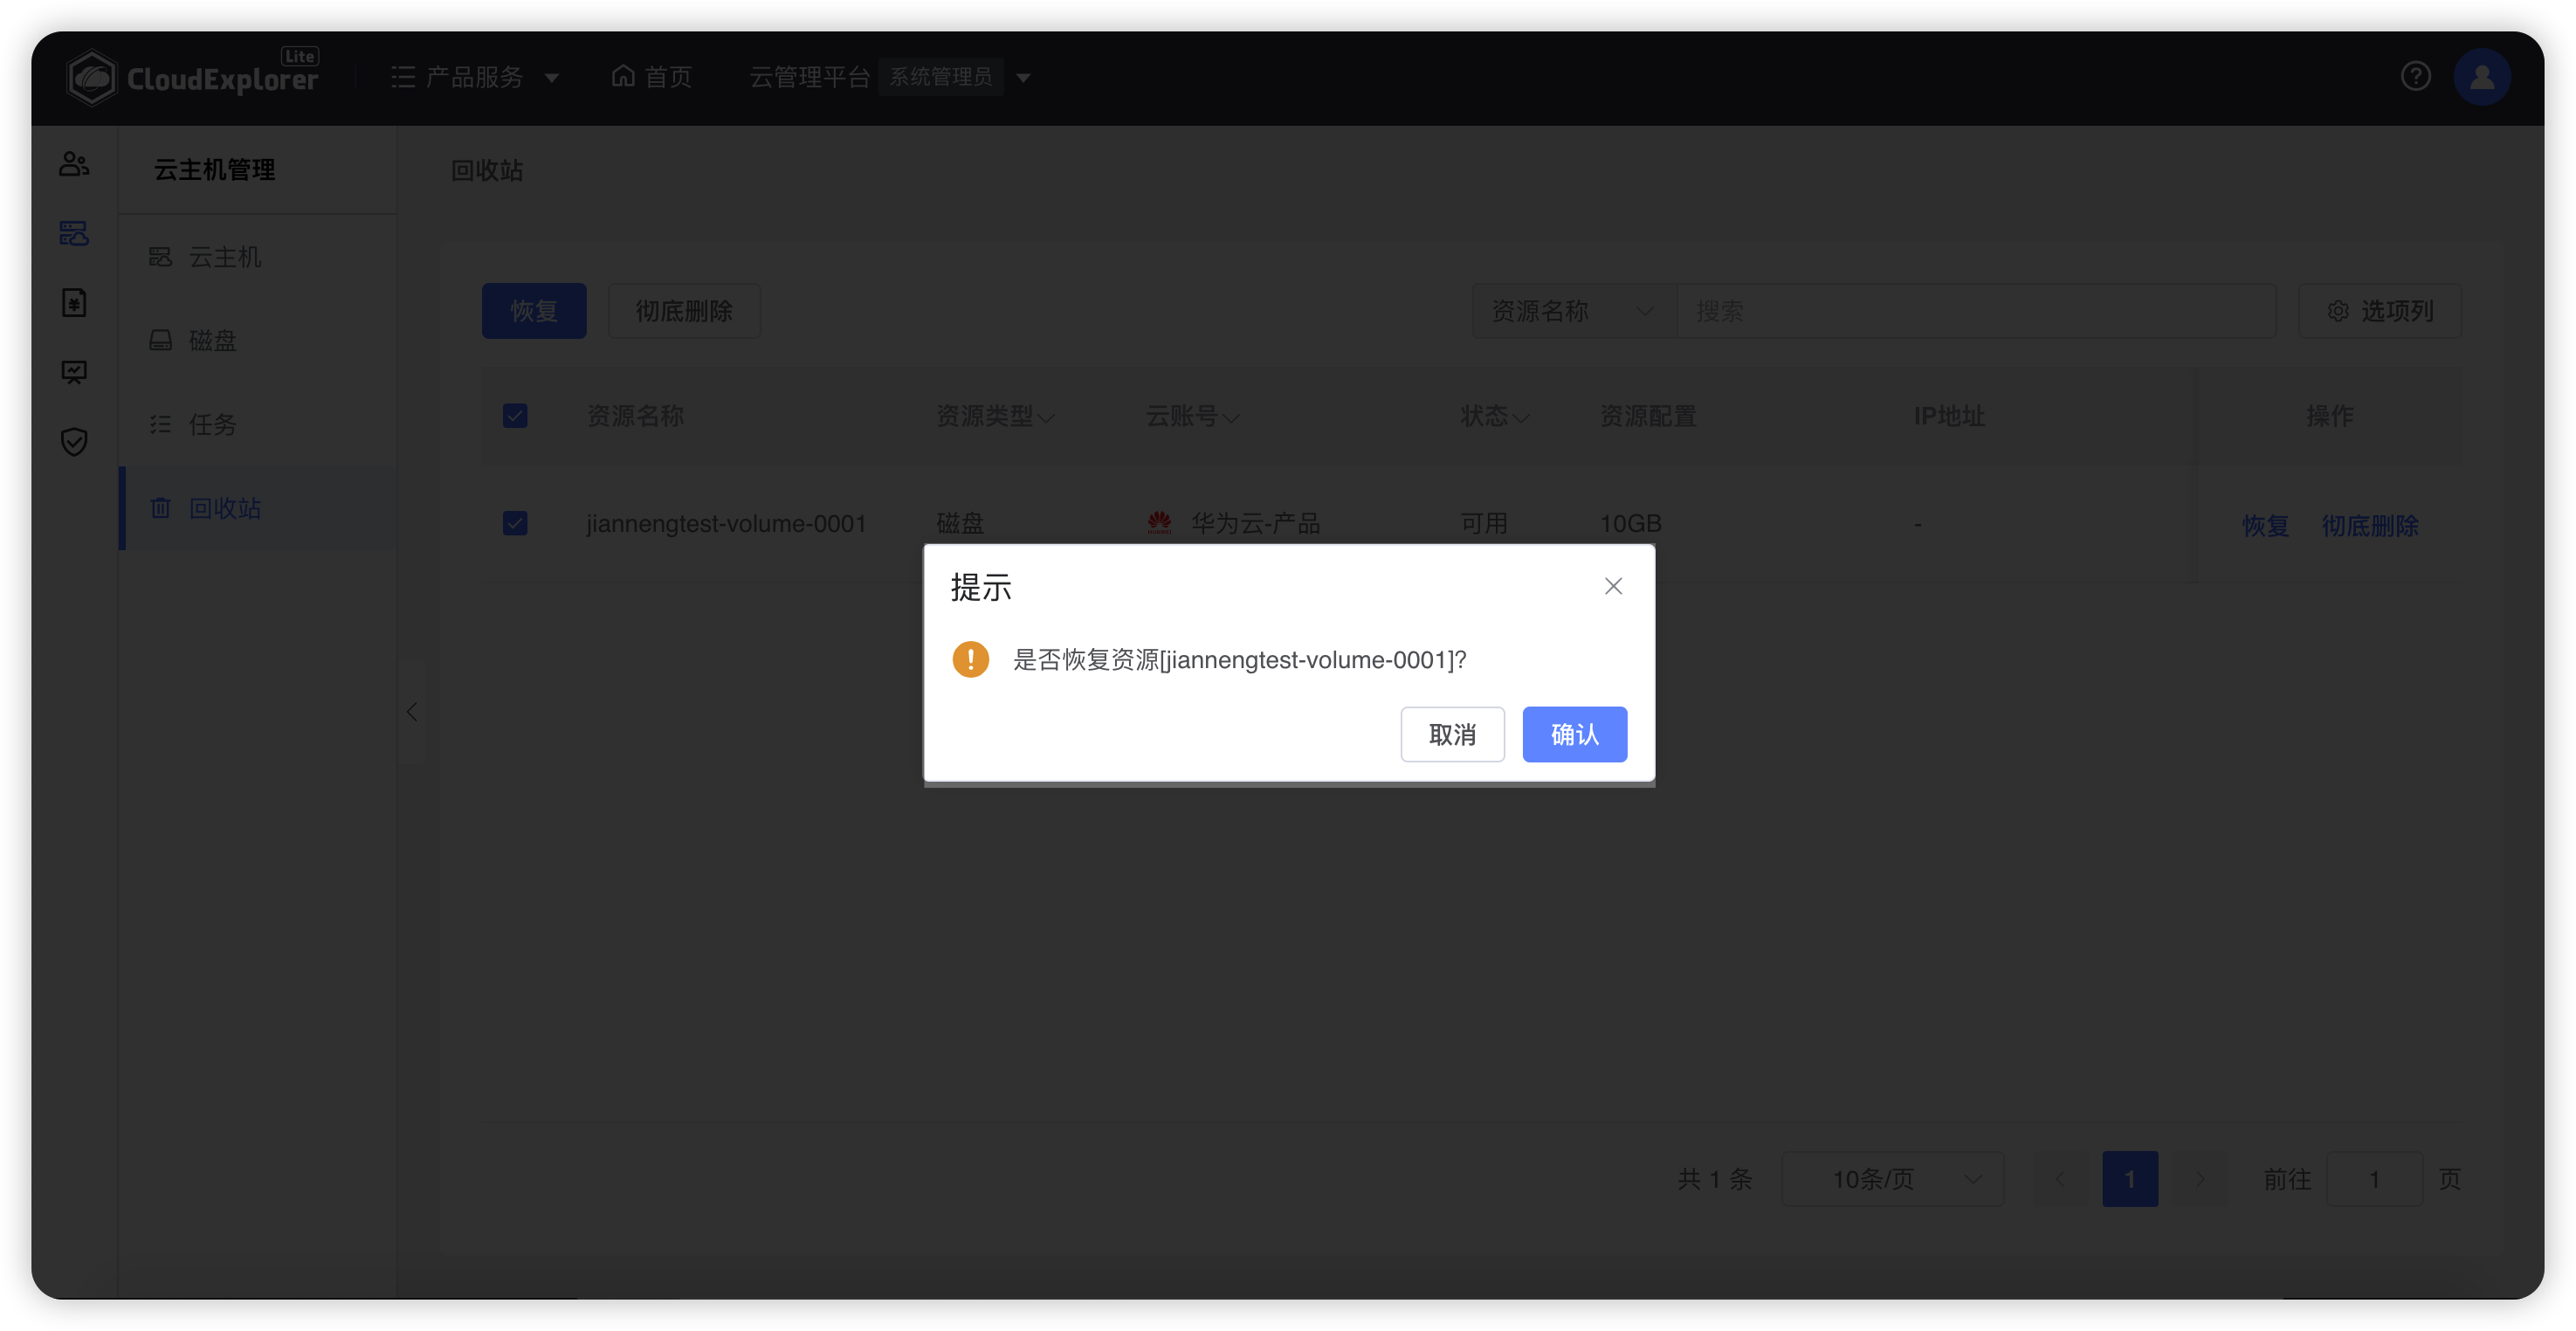 CloudExplorer Lite
产品服务
首页
云管理平台 系统管理员
云主机管理
云主机
磁盘
任务
回收站
回收站
恢复 彻底删除 资源名称 搜索 选项列
资源名称 资源类型 云账号 状态 资源配置 IP地址 操作
jiannengtest-volume-0001 磁盘 华为云-产品 可用 10GB - 恢复 彻底删除
提示
是否恢复资源[jiannengtest-volume-0001]?
取消 确认
共 1 条 10条/页 1 前往 1 页